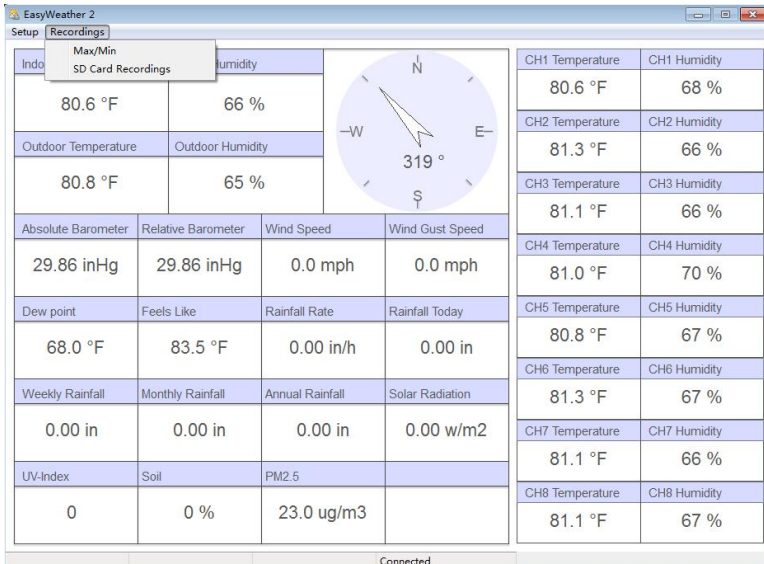 EasyWeather 2
Setup Recordings
Max/Min
SD Card Recordings
Indo Humidity
80.6 °F 66 %
Outdoor Temperature Outdoor Humidity
80.8 °F 65 %
N
W E
319 °
S
Absolute Barometer Relative Barometer Wind Speed Wind Gust Speed
29.86 inHg 29.86 inHg 0.0 mph 0.0 mph
Dew point Feels Like Rainfall Rate Rainfall Today
68.0 °F 83.5 °F 0.00 in/h 0.00 in
Weekly Rainfall Monthly Rainfall Annual Rainfall Solar Radiation
0.00 in 0.00 in 0.00 in 0.00 w/m2
UV-Index Soil PM2.5
0 0 % 23.0 ug/m3
CH1 Temperature CH1 Humidity
80.6 °F 68 %
CH2 Temperature CH2 Humidity
81.3 °F 66 %
CH3 Temperature CH3 Humidity
81.1 °F 66 %
CH4 Temperature CH4 Humidity
81.0 °F 70 %
CH5 Temperature CH5 Humidity
80.8 °F 67 %
CH6 Temperature CH6 Humidity
81.3 °F 67 %
CH7 Temperature CH7 Humidity
81.1 °F 66 %
CH8 Temperature CH8 Humidity
81.1 °F 67 %
Connected